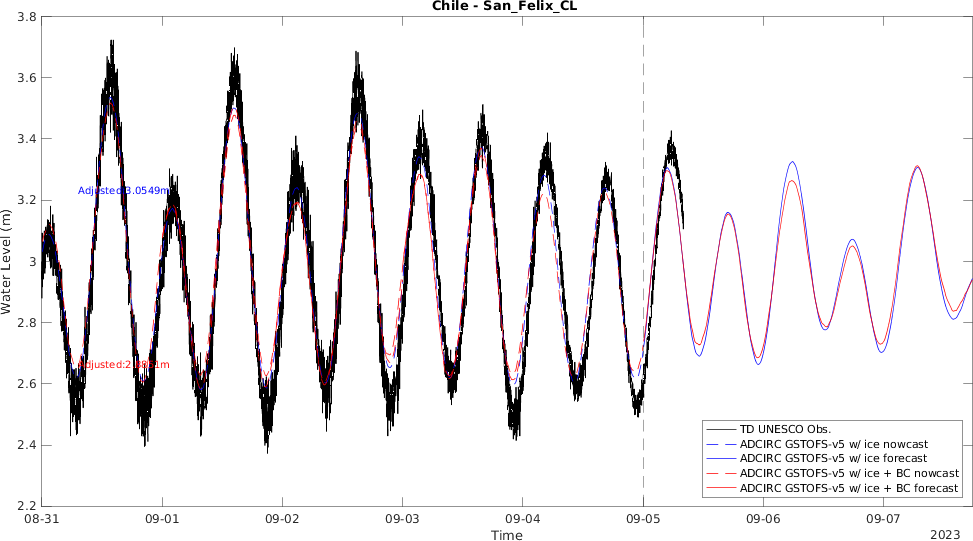 Chile - San_Felix_CL
3.8
3.6
3.4
3.2
3
2.8
2.6
2.4
2.2
Water Level (m)
Adjusted:3.0549m
08-31
09-01
09-02
09-03
09-04
09-05
09-06
09-07
Time
2023
TD UNESCO Obs.
ADCIRC GSTOFS-v5 w/ ice nowcast
ADCIRC GSTOFS-v5 w/ ice forecast
ADCIRC GSTOFS-v5 w/ ice + BC nowcast
ADCIRC GSTOFS-v5 w/ ice + BC forecast